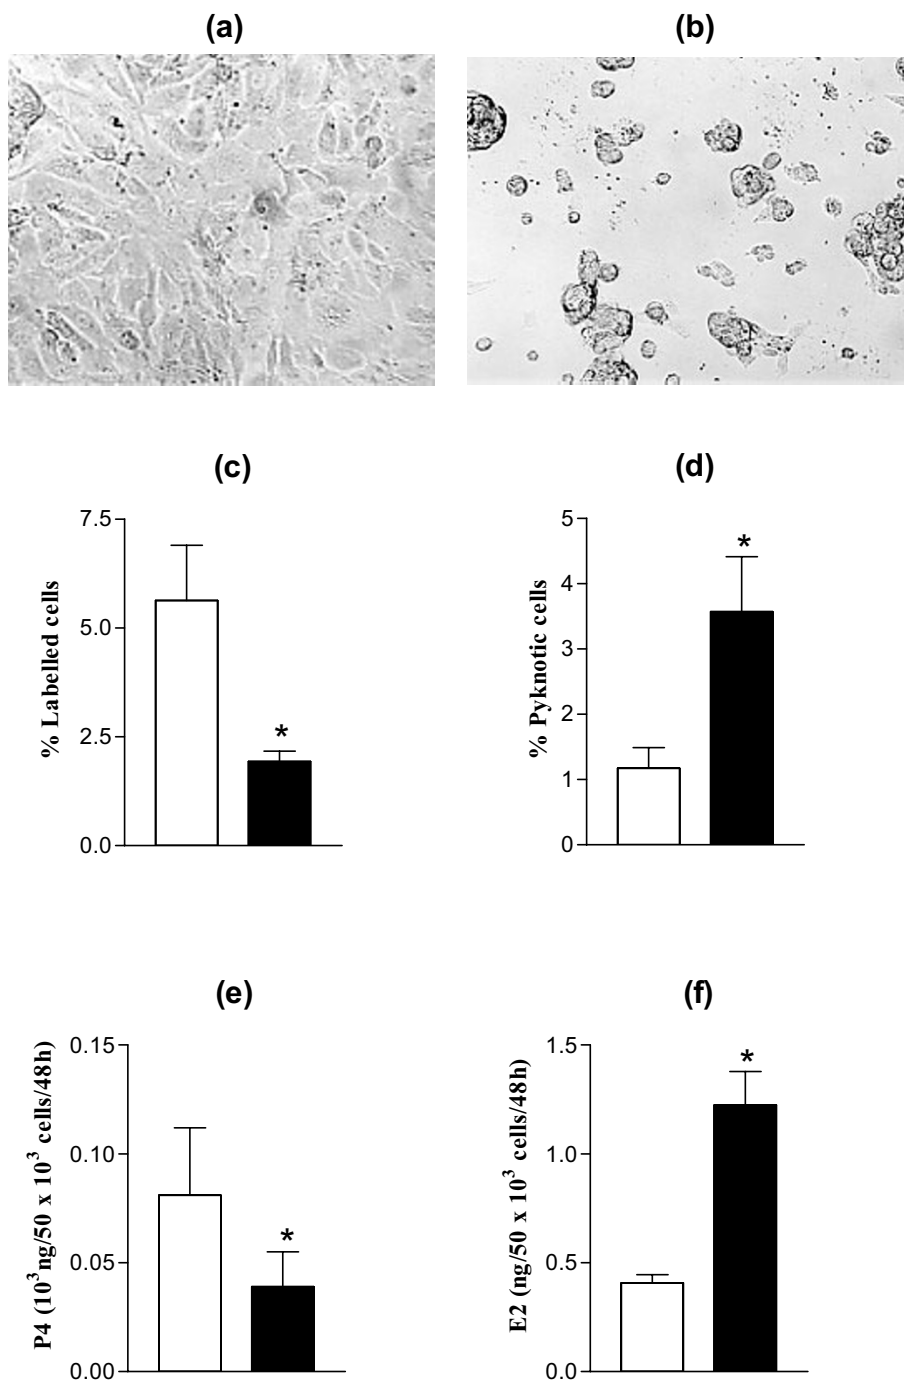 (a)
(b)
(c)
(d)
7.5
5.0
2.5
0.0
% Labelled cells
*
5
4
3
2
1
0
% Pyknotic cells
*
(e)
(f)
0.15
0.10
0.05
0.00
P4 (10³ng/50 x 10³ cells/48h)
*
1.5
1.0
0.5
0.0
E2 (ng/50 x 10³ cells/48h)
*